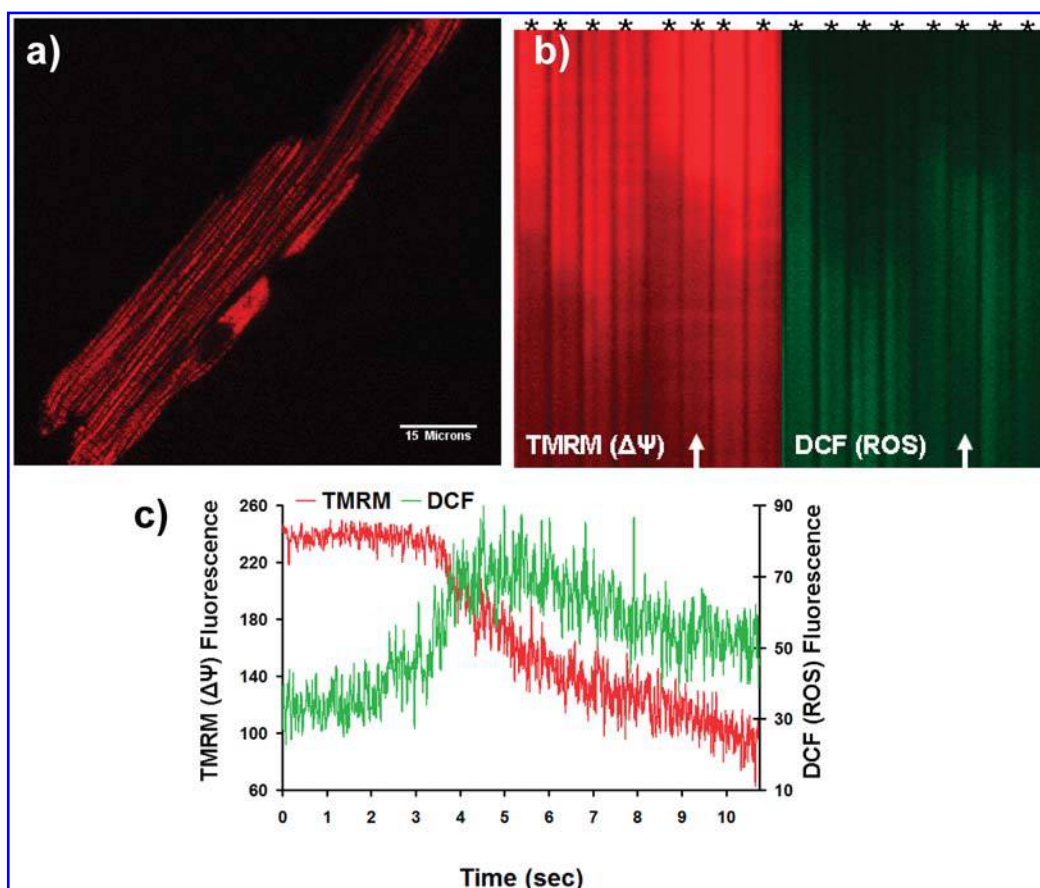 a)
15 Microns
b)
* * * * * * * * * * * * * * * *
TMRM (ΔΨ)
DCF (ROS)
c)
TMRM DCF
TMRM (ΔΨ) Fluorescence
260
220
180
140
100
60
DCF (ROS) Fluorescence
90
70
50
30
10
0 1 2 3 4 5 6 7 8 9 10
Time (sec)